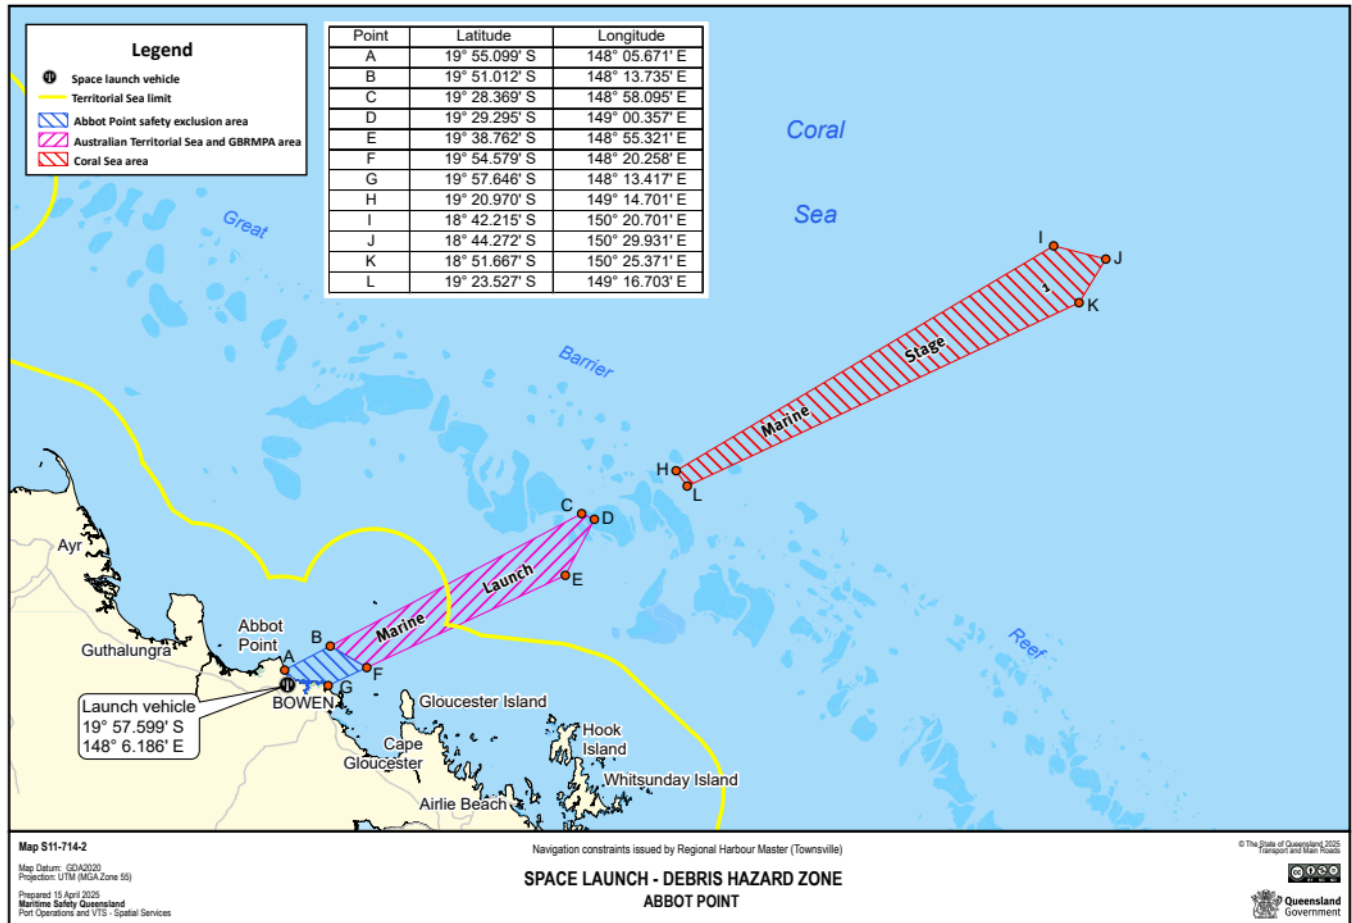 Legend
Space launch vehicle
Territorial Sea limit
Abbot Point safety exclusion area
Australian Territorial Sea and GBRMPA area
Coral Sea area
Point Latitude Longitude
A 19° 55.099' S 148° 05.671' E
B 19° 51.012' S 148° 13.735' E
C 19° 28.369' S 148° 58.095' E
D 19° 29.295' S 149° 00.357' E
E 19° 38.762' S 148° 55.321' E
F 19° 54.579' S 148° 20.258' E
G 19° 57.646' S 148° 13.417' E
H 19° 20.970' S 149° 14.701' E
I 18° 42.215' S 150° 20.701' E
J 18° 44.272' S 150° 29.931' E
K 18° 51.667' S 150° 25.371' E
L 19° 23.527' S 149° 16.703' E
Coral
Sea
Great
Barrier
Reef
I
J
K
1
Stage
Marine
H
L
C
D
E
Launch
Marine
B
A
F
G
Ayr
Guthalungra
Abbot
Point
BOWEN
Launch vehicle
19° 57.599' S
148° 6.186' E
Gloucester Island
Cape
Gloucester
Hook
Island
Whitsunday Island
Airlie Beach
Map S11-714-2
Map Datum: GDA2020
Projection: UTM (MGA Zone 55)
Prepared 15 April 2025
Maritime Safety Queensland
Port Operations and VTS - Spatial Services
Navigation constraints issued by Regional Harbour Master (Townsville)
SPACE LAUNCH - DEBRIS HAZARD ZONE
ABBOT POINT
© The State of Queensland 2025
Transport and Main Roads
Queensland
Government